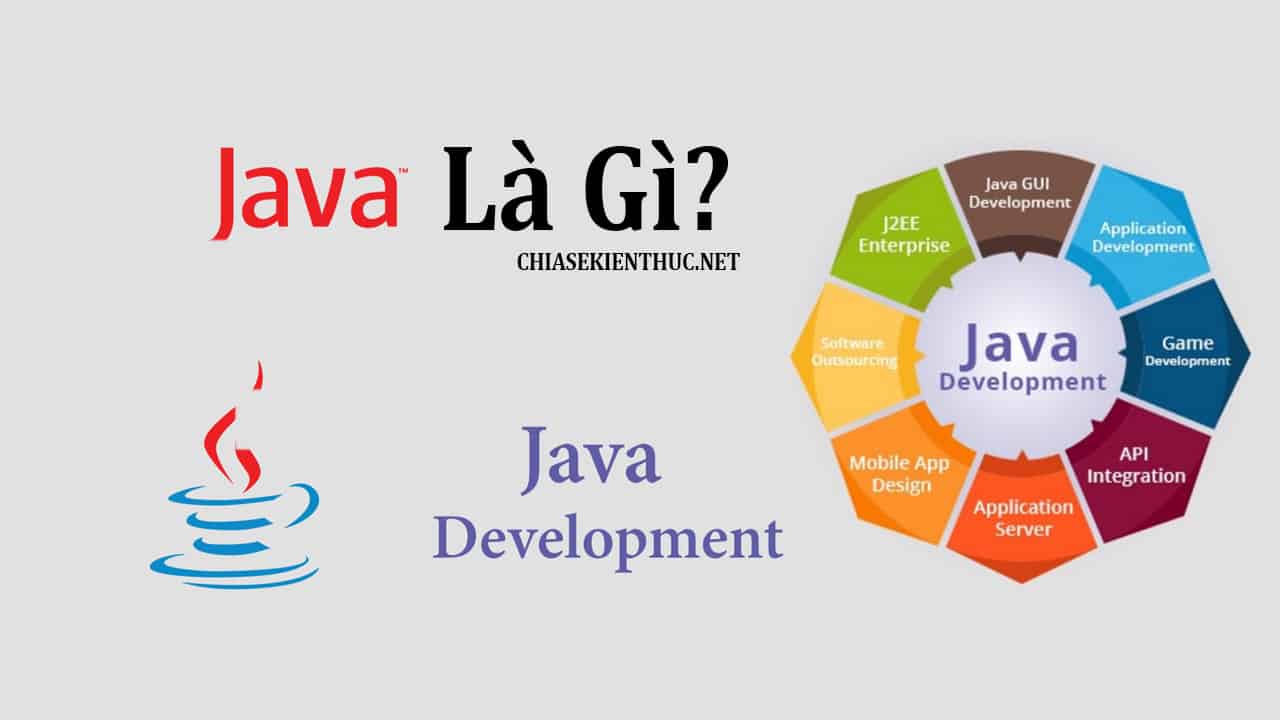 Java™ Là Gì?
CHIASEKIENTHUC.NET
Java
Development
Java GUI
Development
Application
Development
Game
Development
API
Integration
Application
Server
Mobile App
Design
Software
Outsourcing
J2EE
Enterprise
Java
Development